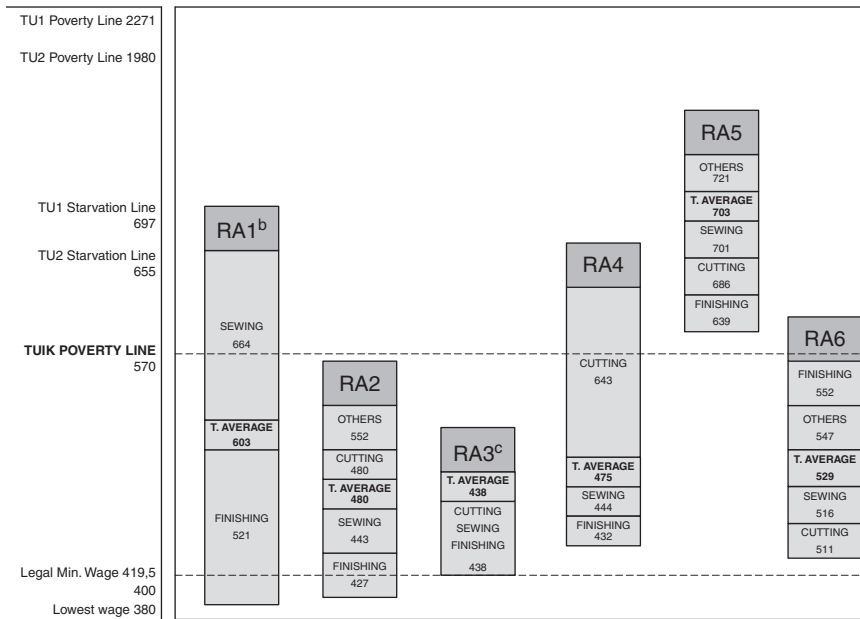 TU1 Poverty Line 2271
TU2 Poverty Line 1980
TU1 Starvation Line
697
TU2 Starvation Line
655
TUIK POVERTY LINE
570
Legal Min. Wage 419,5
400
Lowest wage 380
RA1b
SEWING
664
T. AVERAGE
603
FINISHING
521
RA2
OTHERS
552
CUTTING
480
T. AVERAGE
480
SEWING
443
FINISHING
427
RA3c
T. AVERAGE
438
CUTTING
SEWING
FINISHING
438
RA4
CUTTING
643
T. AVERAGE
475
SEWING
444
FINISHING
432
RA5
OTHERS
721
T. AVERAGE
703
SEWING
701
CUTTING
686
FINISHING
639
RA6
FINISHING
552
OTHERS
547
T. AVERAGE
529
SEWING
516
CUTTING
511